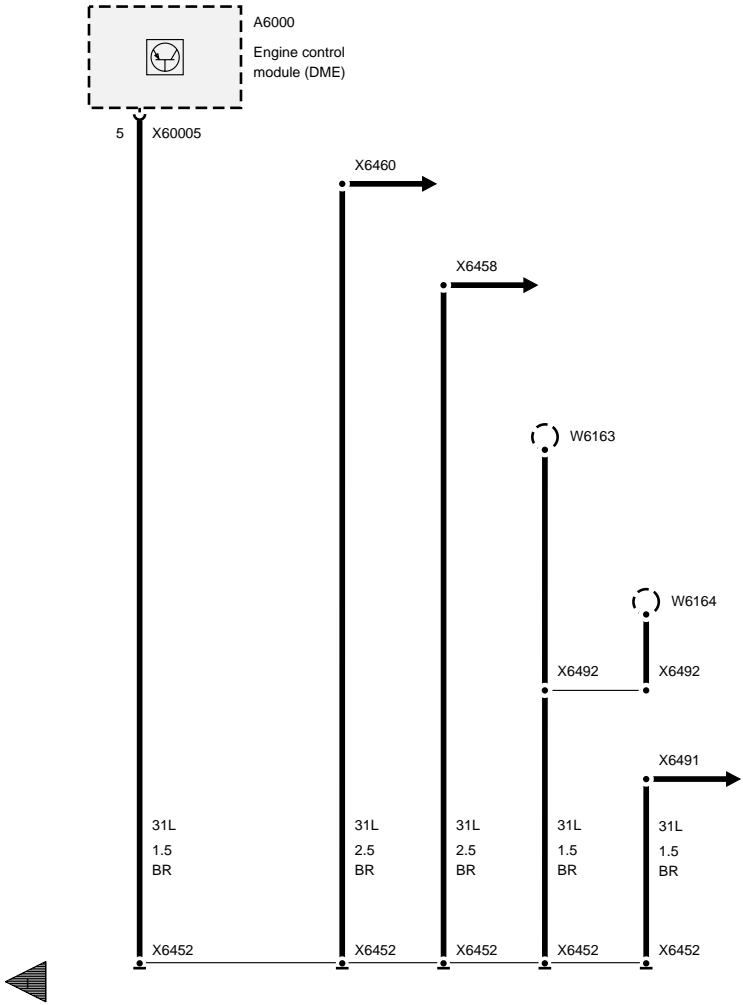 A6000
Engine control
module (DME)
5 X60005
X6460
X6458
W6163
W6164
X6492 X6492
X6491
31L 31L 31L 31L 31L
1.5 2.5 2.5 1.5 1.5
BR BR BR BR BR
X6452 X6452 X6452 X6452 X6452